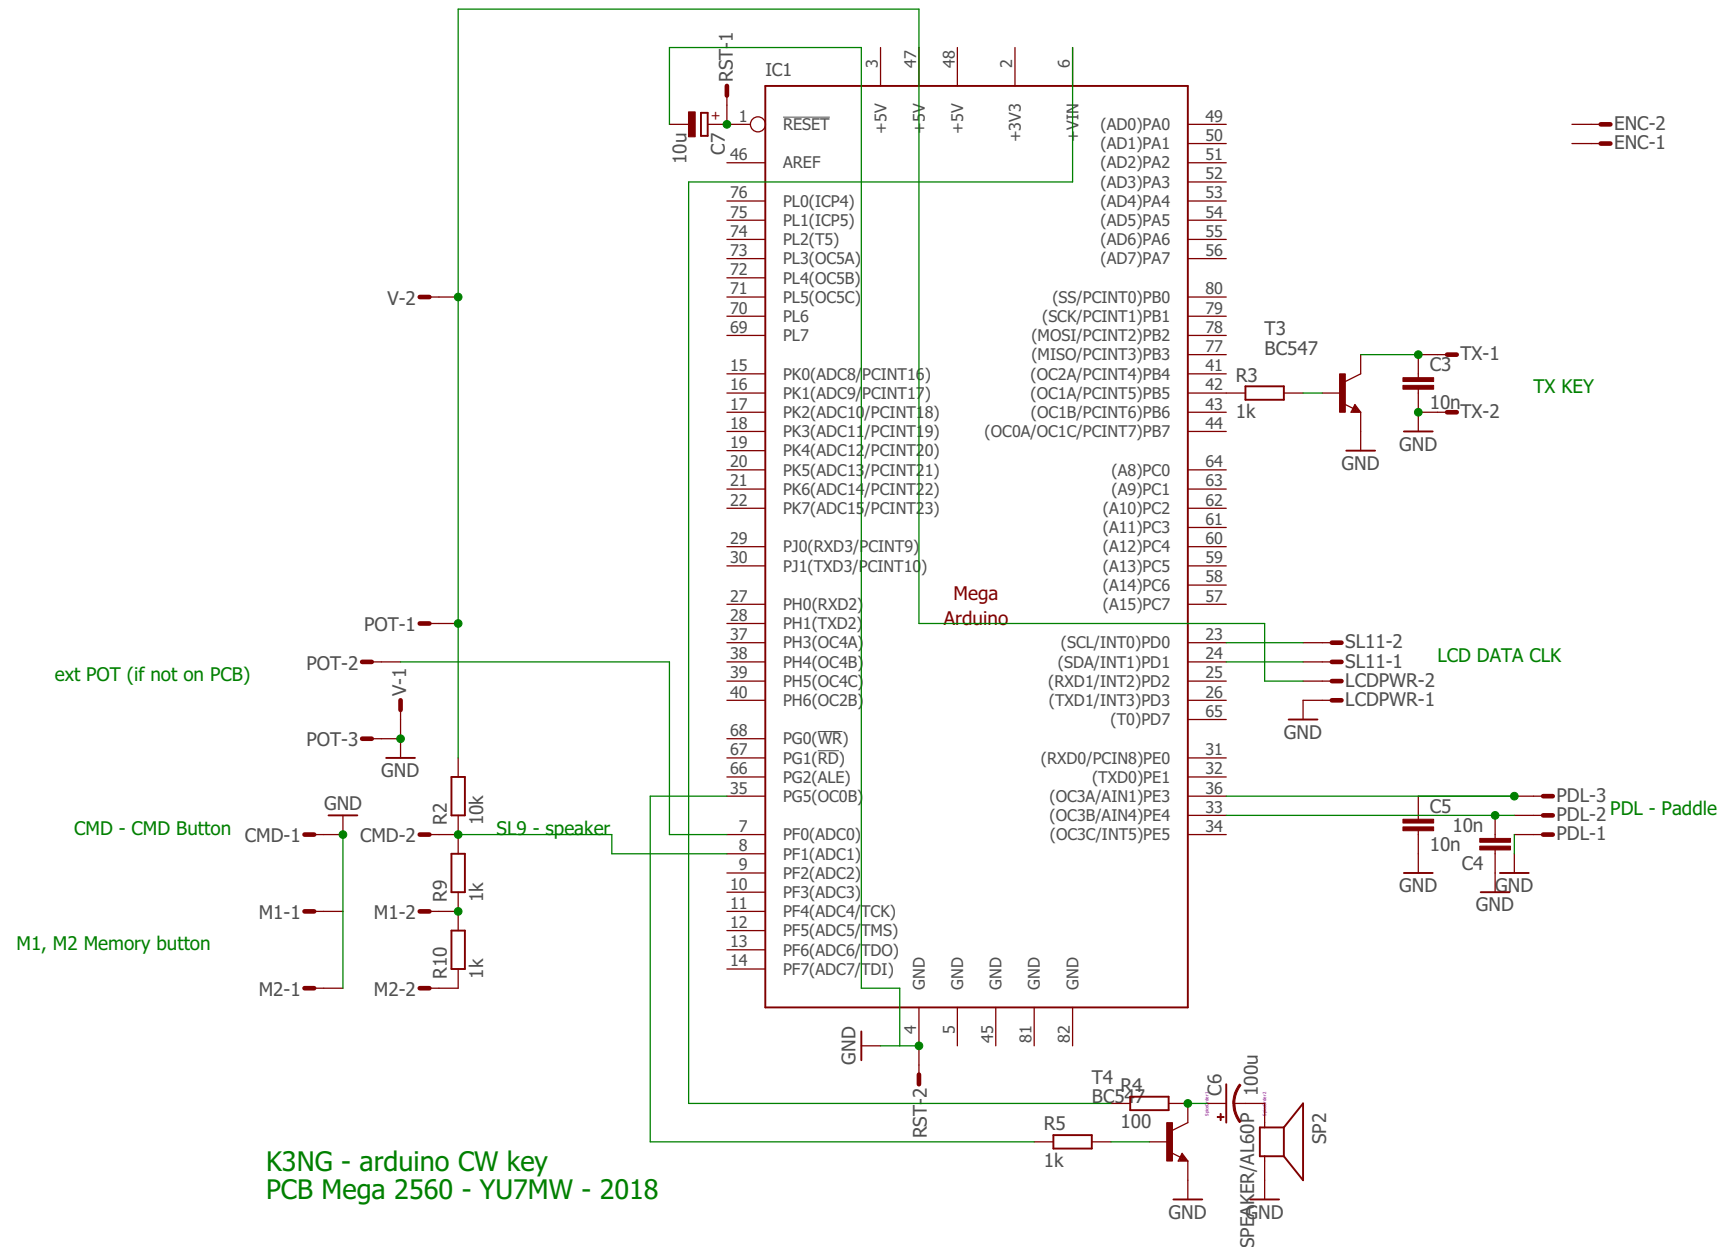 RST-1
IC1
3
47
48
2
6
+5V
+5V
+5V
+3V3
+VIN
10u
C7
+
1
RESET
46
AREF
76
PL0(ICP4)
75
PL1(ICP5)
74
PL2(T5)
73
PL3(OC5A)
72
PL4(OC5B)
71
PL5(OC5C)
70
PL6
69
PL7
15
PK0(ADC8/PCINT16)
16
PK1(ADC9/PCINT17)
17
PK2(ADC10/PCINT18)
18
PK3(ADC11/PCINT19)
19
PK4(ADC12/PCINT20)
20
PK5(ADC13/PCINT21)
21
PK6(ADC14/PCINT22)
22
PK7(ADC15/PCINT23)
29
PJ0(RXD3/PCINT9)
30
PJ1(TXD3/PCINT10)
27
PH0(RXD2)
28
PH1(TXD2)
37
PH3(OC4A)
38
PH4(OC4B)
39
PH5(OC4C)
40
PH6(OC2B)
68
PG0(WR)
67
PG1(RD)
66
PG2(ALE)
35
PG5(OC0B)
7
PF0(ADC0)
8
PF1(ADC1)
9
PF2(ADC2)
10
PF3(ADC3)
11
PF4(ADC4/TCK)
12
PF5(ADC5/TMS)
13
PF6(ADC6/TDO)
14
PF7(ADC7/TDI)
Mega
Arduino
(AD0)PA0
49
(AD1)PA1
50
(AD2)PA2
51
(AD3)PA3
52
(AD4)PA4
53
(AD5)PA5
54
(AD6)PA6
55
(AD7)PA7
56
(SS/PCINT0)PB0
80
(SCK/PCINT1)PB1
79
(MOSI/PCINT2)PB2
78
(MISO/PCINT3)PB3
77
(OC2A/PCINT4)PB4
41
(OC1A/PCINT5)PB5
42
(OC1B/PCINT6)PB6
43
(OC0A/OC1C/PCINT7)PB7
44
(A8)PC0
64
(A9)PC1
63
(A10)PC2
62
(A11)PC3
61
(A12)PC4
60
(A13)PC5
59
(A14)PC6
58
(A15)PC7
57
(SCL/INT0)PD0
23
(SDA/INT1)PD1
24
(RXD1/INT2)PD2
25
(TXD1/INT3)PD3
26
(T0)PD7
65
(RXD0/PCIN8)PE0
31
(TXD0)PE1
32
(OC3A/AIN1)PE3
36
(OC3B/AIN4)PE4
33
(OC3C/INT5)PE5
34
GND
GND
GND
GND
GND
4
5
45
81
82
GND
RST-2
ENC-2
ENC-1
T3
BC547
R3
1k
GND
C3
10n
GND
TX-1
TX-2
TX KEY
SL11-2
SL11-1
LCDPWR-2
LCDPWR-1
LCD DATA CLK
GND
PDL-3
PDL-2
PDL-1
PDL - Paddle
C5
10n
10n
C4
GND
GND
GND
V-2
POT-1
POT-2
ext POT (if not on PCB)
V-1
POT-3
GND
R2
10k
GND
CMD - CMD Button
CMD-1
CMD-2
SL9 - speaker
R9
1k
M1-1
M1-2
M1, M2 Memory button
R10
1k
M2-1
M2-2
T4
BC547
R4
100
R5
1k
C6
100u
+
GND
SPEAKER/AL60P
SP2
GND
K3NG - arduino CW key
PCB Mega 2560 - YU7MW - 2018